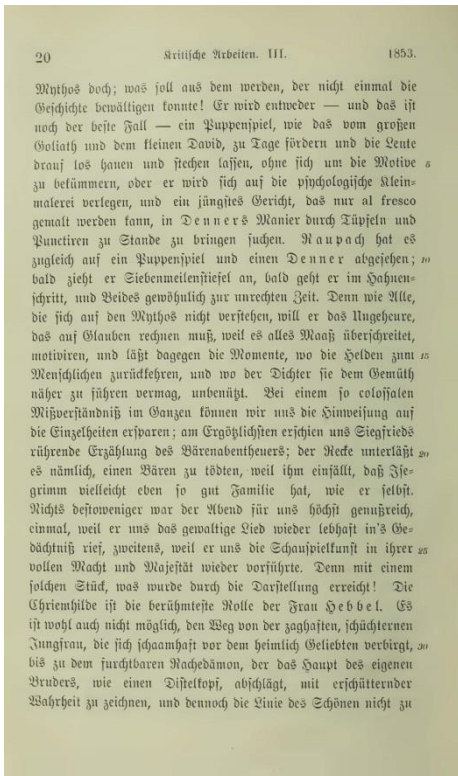 20 Kritische Arbeiten. III. 1853.
Mythos doch; was soll aus dem werden, der nicht einmal die
Geschichte bewältigen konnte! Er wird entweder — und das ist
noch der beste Fall — ein Puppenspiel, wie das vom großen
Goliath und dem kleinen David, zu Tage fördern und die Leute
drauf los hauen und stechen lassen, ohne sich um die Motive 5
zu bekümmern, oder er wird sich auf die psychologische Klein-
malerei verlegen, und ein jüngstes Gericht, das nur al fresco
gemalt werden kann, in Denners Manier durch Tüpfeln und
Punctiren zu Stande zu bringen suchen. Raupach hat es
zugleich auf ein Puppenspiel und einen Denner abgesehen; 10
bald zieht er Siebenmeilenstiefel an, bald geht er im Hahnen-
schritt, und Beides gewöhnlich zur unrechten Zeit. Denn wie Alle,
die sich auf den Mythos nicht verstehen, will er das Ungeheure,
das auf Glauben rechnen muß, weil es alles Maaß überschreitet,
motiviren, und läßt dagegen die Momente, wo die Helden zum 15
Menschlichen zurückkehren, und wo der Dichter sie dem Gemüth
näher zu führen vermag, unbenützt. Bei einem so colossalen
Mißverständniß im Ganzen können wir uns die Hinweisung auf
die Einzelheiten ersparen; am Ergötzlichsten erschien uns Siegfrieds
rührende Erzählung des Bärenabentheuers; der Recke unterläßt 20
es nämlich, einen Bären zu tödten, weil ihm einfällt, daß Ise-
grimm vielleicht eben so gut Familie hat, wie er selbst.
Nichts destoweniger war der Abend für uns höchst genußreich,
einmal, weil er uns das gewaltige Lied wieder lebhaft in's Ge-
dächtniß rief, zweitens, weil er uns die Schauspielkunst in ihrer 25
vollen Macht und Majestät wieder vorführte. Denn mit einem
solchen Stück, was wurde durch die Darstellung erreicht! Die
Chriemhilde ist die berühmteste Rolle der Frau Hebbel. Es
ist wohl auch nicht möglich, den Weg von der zaghaften, schüchternen
Jungfrau, die sich schaamhaft vor dem heimlich Geliebten verbirgt, 30
bis zu dem furchtbaren Rachedämon, der das Haupt des eigenen
Bruders, wie einen Distelkopf, abschlägt, mit erschütternder
Wahrheit zu zeichnen, und dennoch die Linie des Schönen nicht zu